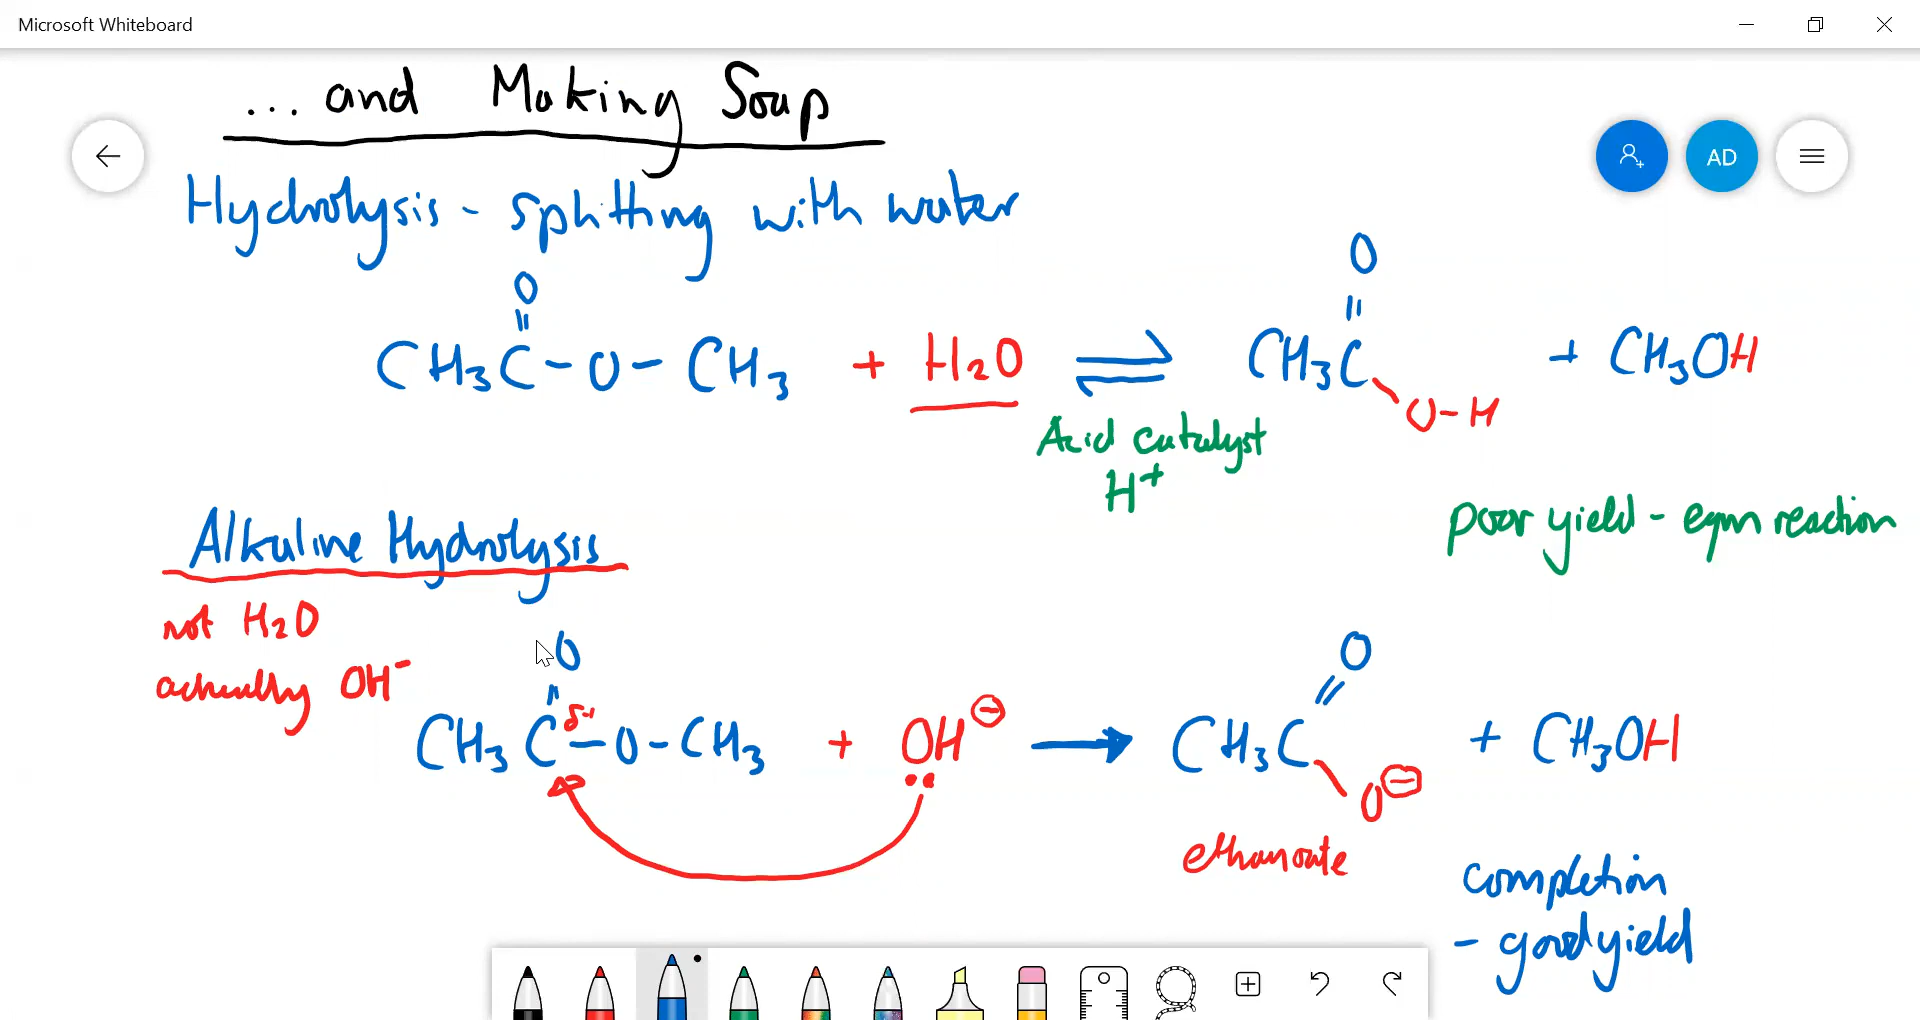 Microsoft Whiteboard
... and Making Soap
AD
Hydrolysis - splitting with water
O
CH3C-O-CH3 + H2O ⇌ CH3C + CH3OH
O
O-H
Acid catalyst
H+
poor yield - eqm reaction
Alkaline Hydrolysis
not H2O
actually OH-
O
O
CH3C-O-CH3 + OH⊖ → CH3C + CH3OH
δ+
O⊖
ethanoate
completion
- good yield